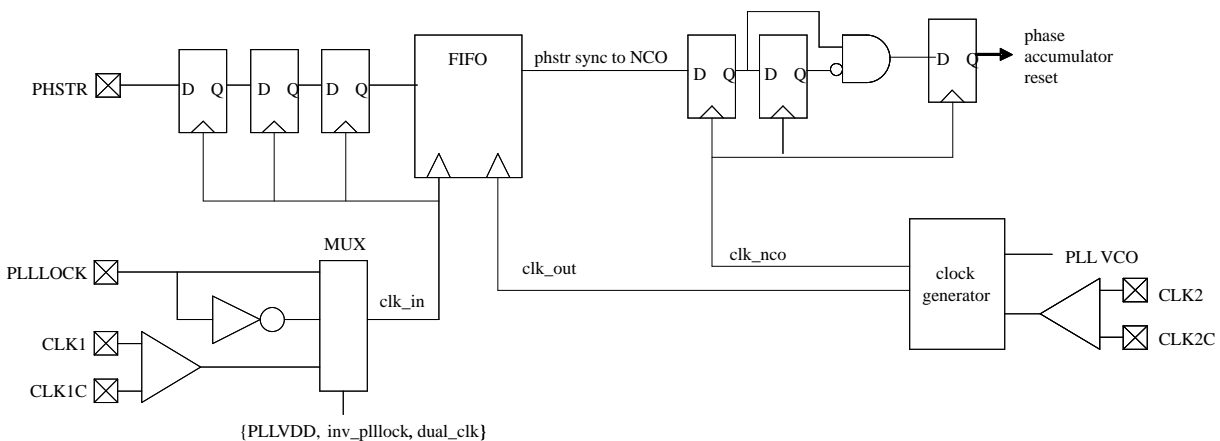 PHSTR
D Q
D Q
D Q
FIFO
phstr sync to NCO
D Q
D Q
D Q
phase
accumulator
reset
MUX
PLLLOCK
clk_in
clk_out
clk_nco
clock
generator
PLL VCO
CLK2
CLK2C
CLK1
CLK1C
{PLLVDD, inv_plllock, dual_clk}